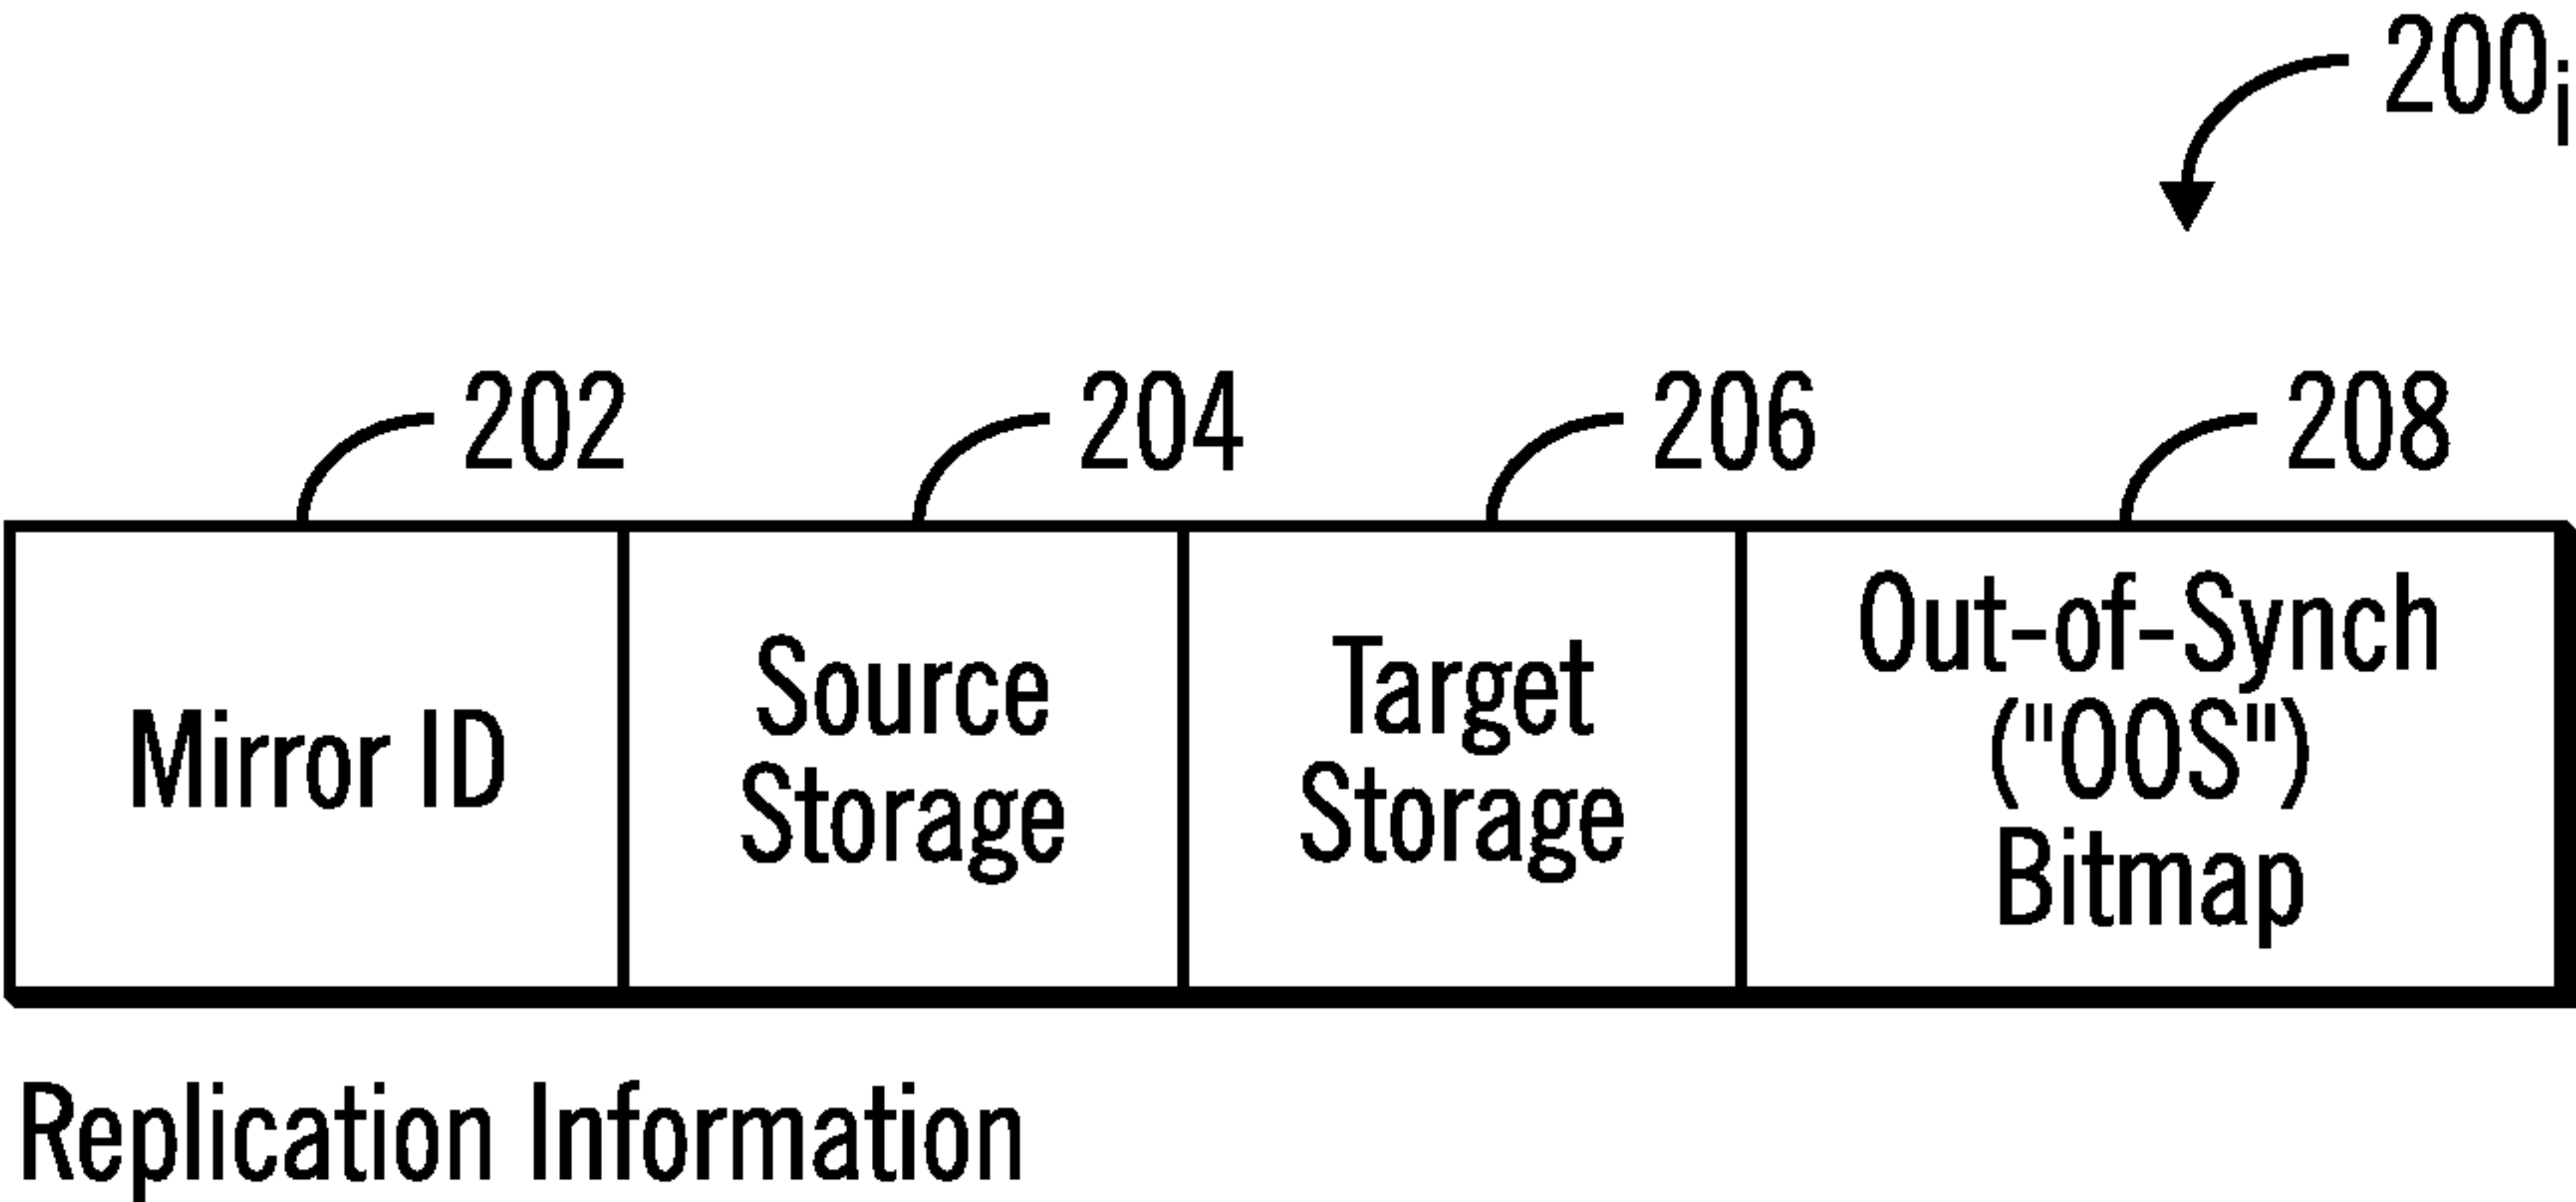 200i
202
204
206
208
Mirror ID
Source
Storage
Target
Storage
Out-of-Synch
("OOS")
Bitmap
Replication Information